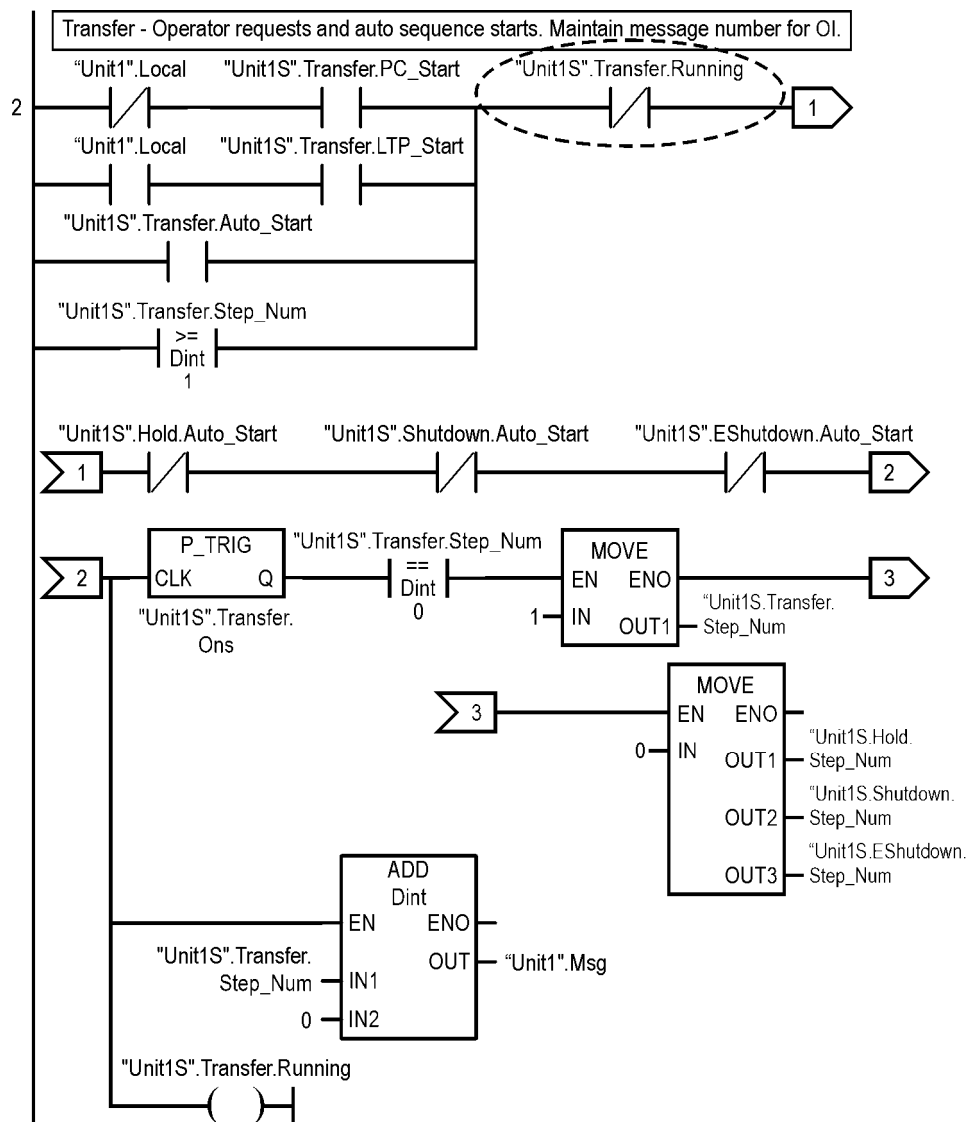 Transfer - Operator requests and auto sequence starts. Maintain message number for OI.
“Unit1".Local "Unit1S".Transfer.PC_Start "Unit1S".Transfer.Running
2 1
“Unit1".Local "Unit1S".Transfer.LTP_Start
"Unit1S".Transfer.Auto_Start
"Unit1S".Transfer.Step_Num
>=
Dint
1
"Unit1S".Hold.Auto_Start "Unit1S".Shutdown.Auto_Start "Unit1S".EShutdown.Auto_Start
1 2
P_TRIG "Unit1S".Transfer.Step_Num MOVE
2 CLK Q == Dint EN ENO 3
"Unit1S".Transfer.
Ons
0
1 IN OUT1 “Unit1S.Transfer.
Step_Num
MOVE
3 EN ENO
0 IN OUT1 “Unit1S.Hold.
Step_Num
OUT2 “Unit1S.Shutdown.
Step_Num
OUT3 “Unit1S.EShutdown.
Step_Num
ADD
Dint
EN ENO
"Unit1S".Transfer.
Step_Num IN1 OUT “Unit1".Msg
0 IN2
"Unit1S".Transfer.Running